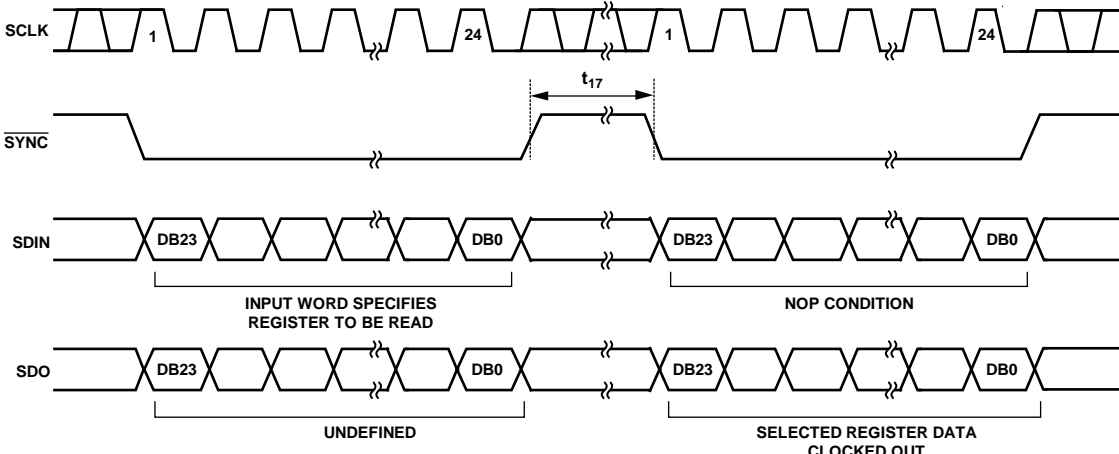 SCLK 1 24 1 24
t17
SYNC
SDIN DB23 DB0 DB23 DB0
INPUT WORD SPECIFIES
REGISTER TO BE READ
NOP CONDITION
SDO DB23 DB0 DB23 DB0
UNDEFINED
SELECTED REGISTER DATA
CLOCKED OUT